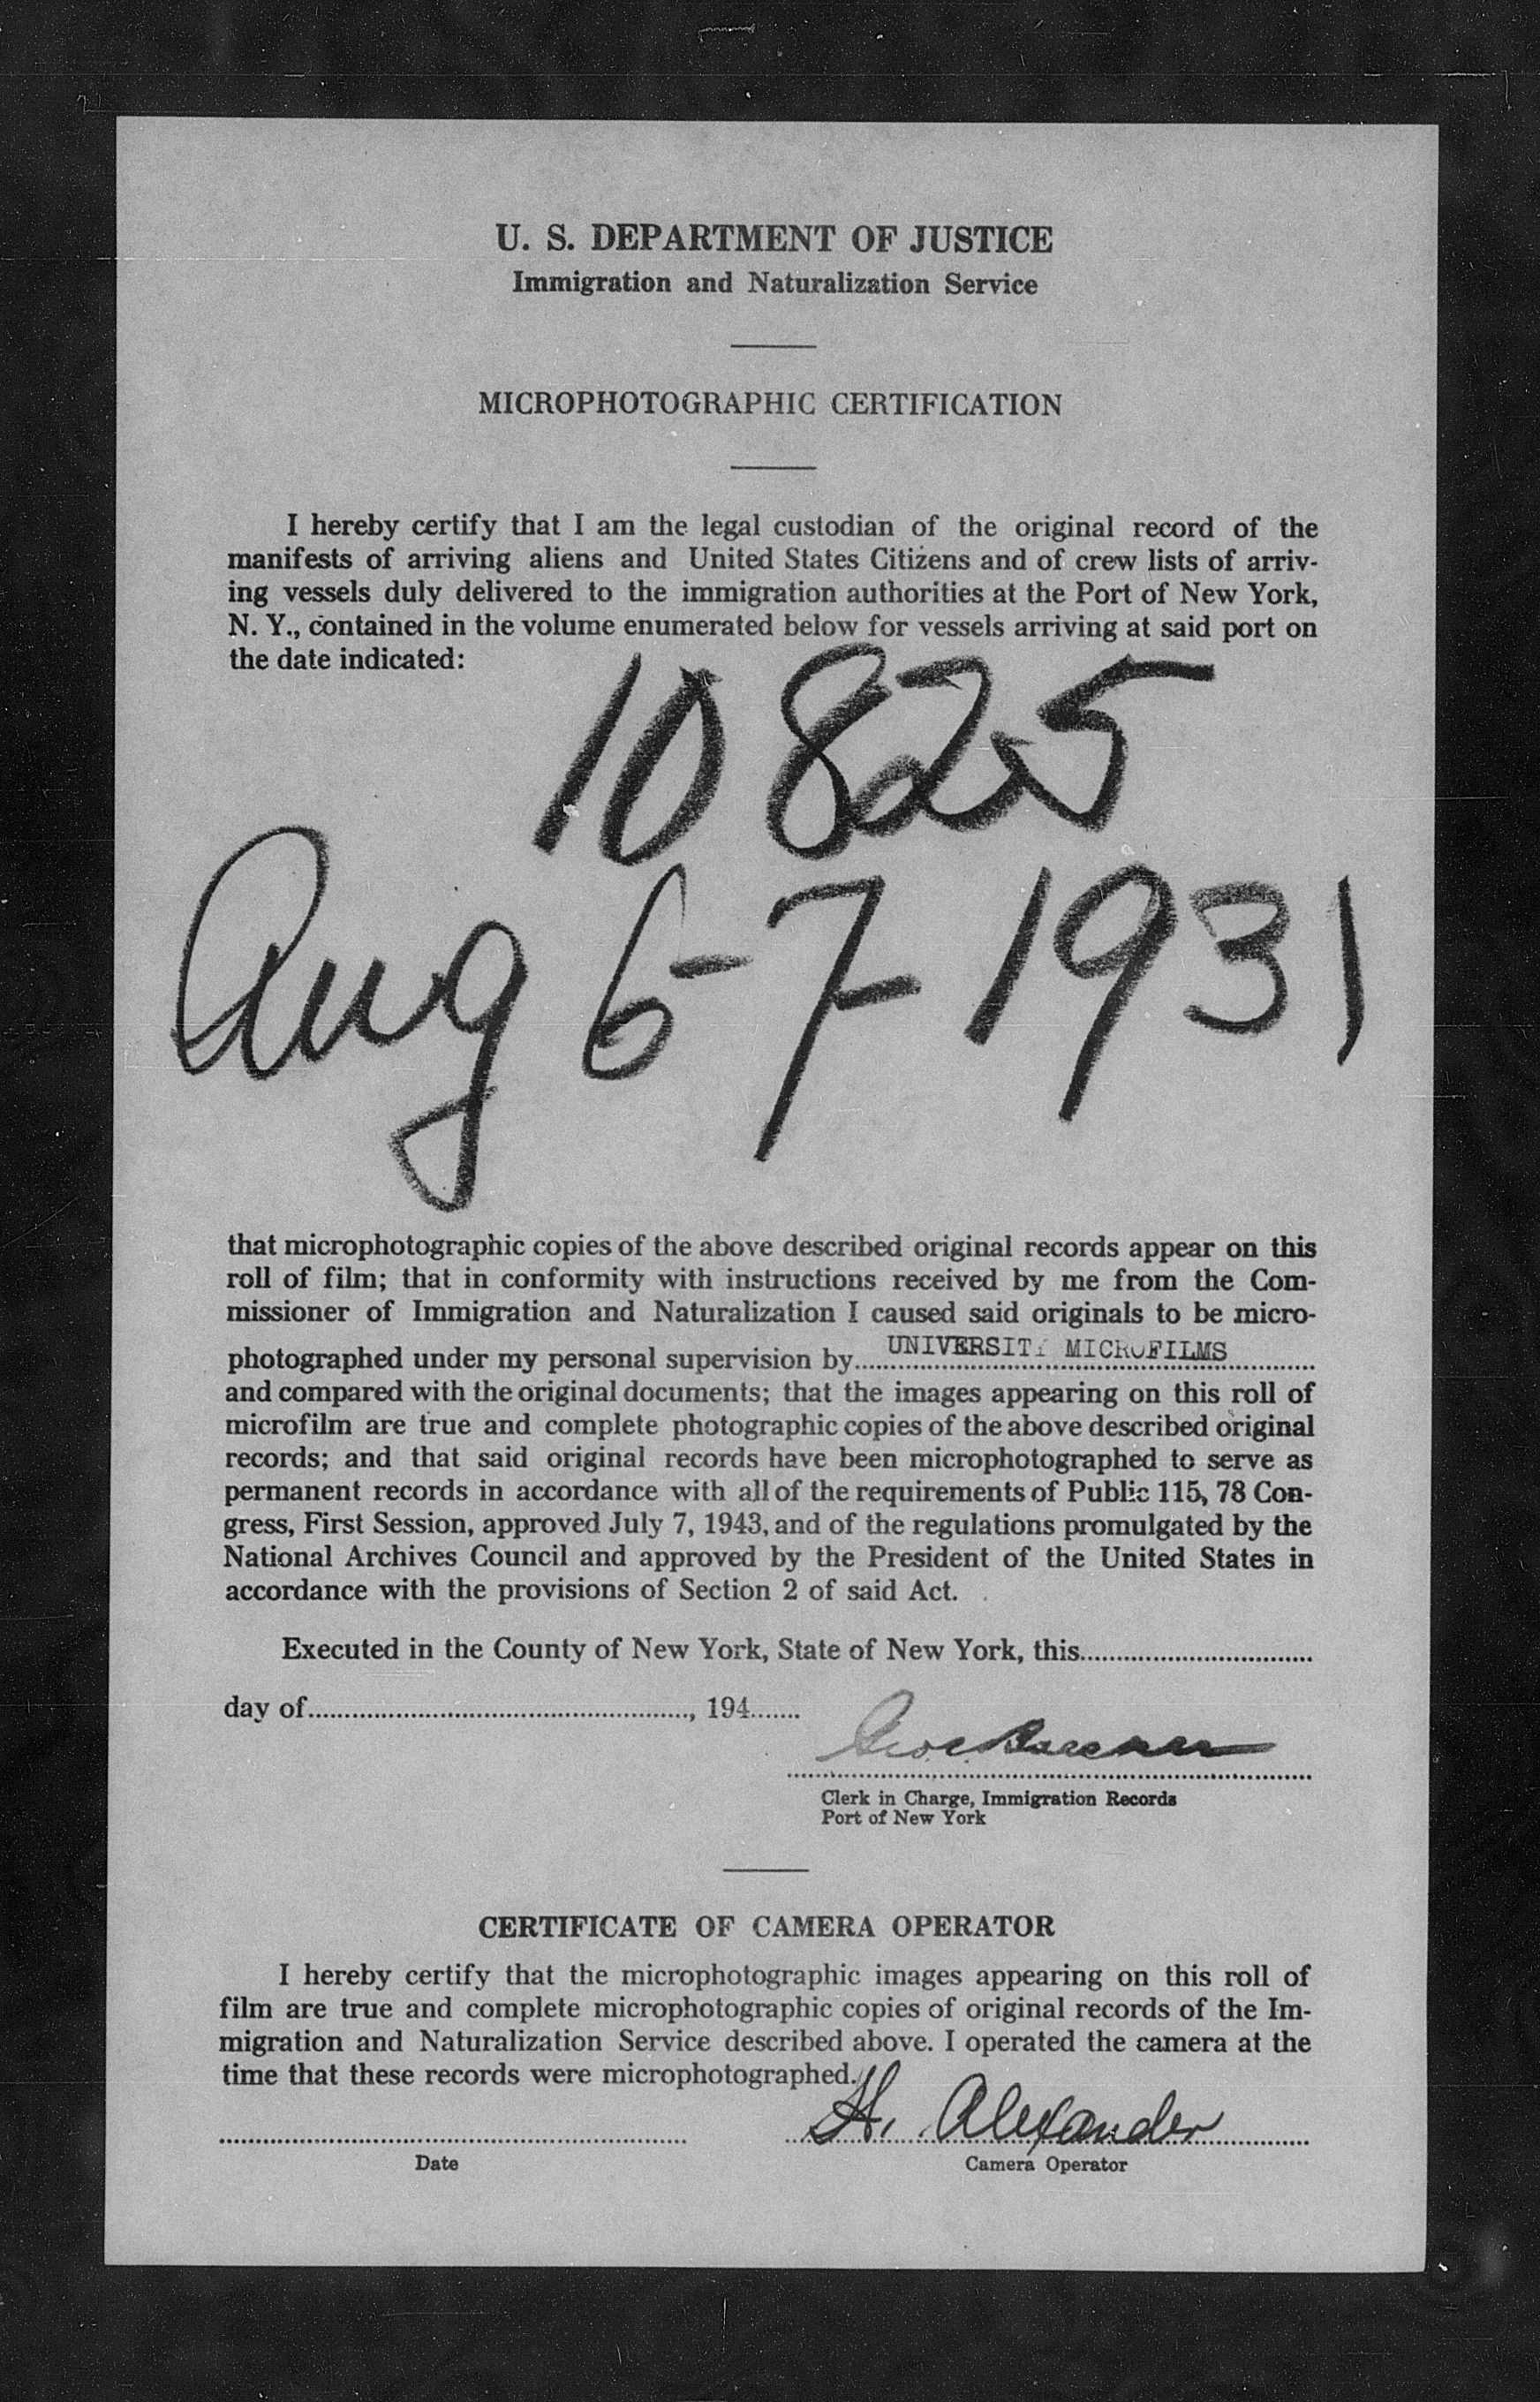 U. S. DEPARTMENT OF JUSTICE
Immigration and Naturalization Service
MICROPHOTOGRAPHIC CERTIFICATION
I hereby certify that I am the legal custodian of the original record of the
manifests of arriving aliens and United States Citizens and of crew lists of arriv-
ing vessels duly delivered to the immigration authorities at the Port of New York,
N. Y., contained in the volume enumerated below for vessels arriving at said port on
the date indicated:
10825
Aug 6-7-1931
that microphotographic copies of the above described original records appear on this
roll of film; that in conformity with instructions received by me from the Com-
missioner of Immigration and Naturalization I caused said originals to be micro-
photographed under my personal supervision by UNIVERSITY MICROFILMS
and compared with the original documents; that the images appearing on this roll of
microfilm are true and complete photographic copies of the above described original
records; and that said original records have been microphotographed to serve as
permanent records in accordance with all of the requirements of Public 115, 78 Con-
gress, First Session, approved July 7, 1943, and of the regulations promulgated by the
National Archives Council and approved by the President of the United States in
accordance with the provisions of Section 2 of said Act.
Executed in the County of New York, State of New York, this
day of , 194
Clerk in Charge, Immigration Records
Port of New York
CERTIFICATE OF CAMERA OPERATOR
I hereby certify that the microphotographic images appearing on this roll of
film are true and complete microphotographic copies of original records of the Im-
migration and Naturalization Service described above. I operated the camera at the
time that these records were microphotographed.
H. Alexander
Date
Camera Operator